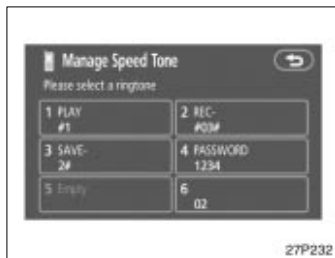 Manage Speed Tone
Please select a ringtone
1 PLAY
#1
2 REC-
#03#
3 SAVE-
2#
4 PASSWORD
1234
5 Empty
6
02
27P232